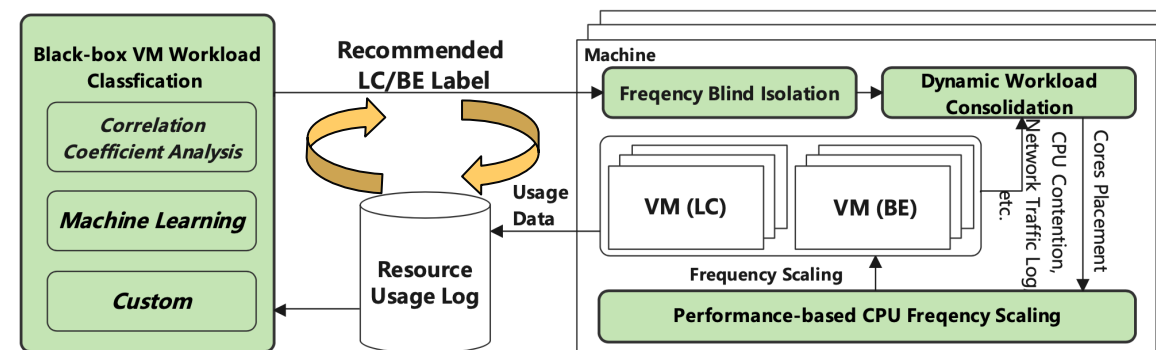 Black-box VM Workload
Classfication
Correlation
Coefficient Analysis
Machine Learning
Custom
Recommended
LC/BE Label
Resource
Usage Log
Usage
Data
Machine
Freqency Blind Isolation
Dynamic Workload
Consolidation
VM (LC)
VM (BE)
CPU Contention,
Network Traffic Log
etc.
Cores Placement
Frequency Scaling
Performance-based CPU Freqency Scaling